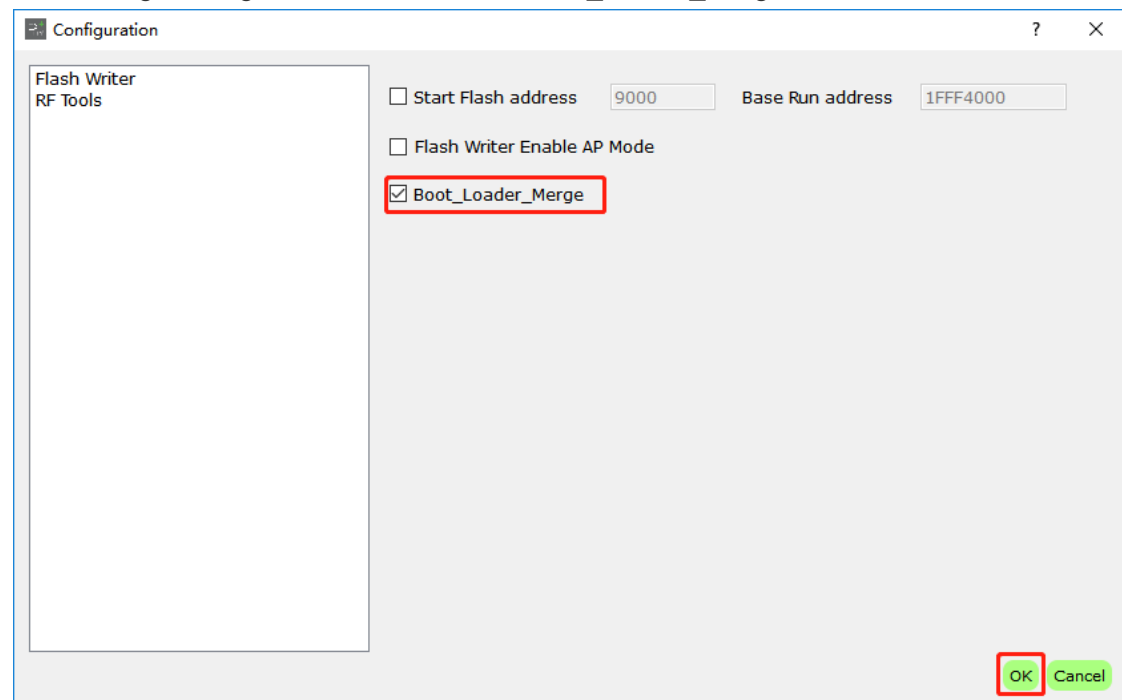 Configuration
?
Flash Writer
RF Tools
Start Flash address 9000 Base Run address 1FFF4000
Flash Writer Enable AP Mode
Boot_Loader_Merge
OK Cancel